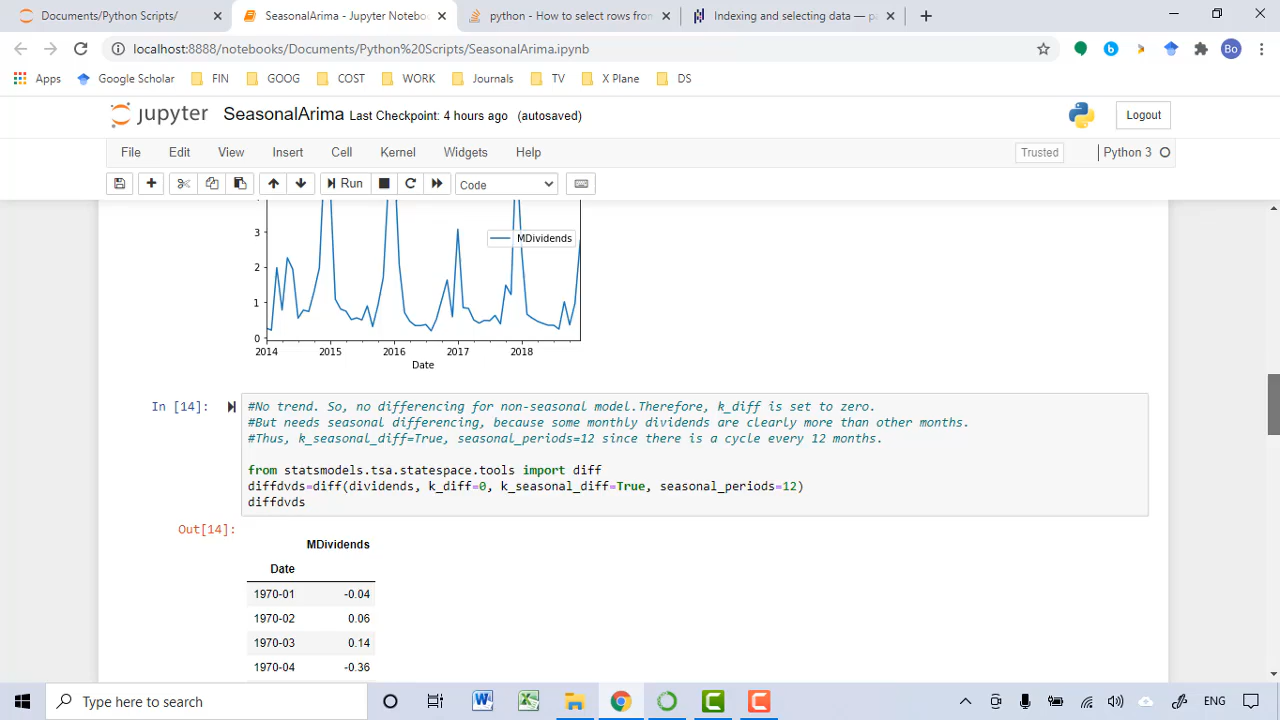 Documents/Python Scripts/
SeasonalArima - Jupyter Notebo
python - How to select rows from
Indexing and selecting data — pa
localhost:8888/notebooks/Documents/Python%20Scripts/SeasonalArima.ipynb
Bo
Apps
Google Scholar
FIN
GOOG
COST
WORK
Journals
TV
X Plane
DS
jupyter
SeasonalArima Last Checkpoint: 4 hours ago (autosaved)
Logout
File
Edit
View
Insert
Cell
Kernel
Widgets
Help
Trusted
Python 3
Run
Code
3
MDividends
2
1
0
2014
2015
2016
2017
2018
Date
In [14]:
#No trend. So, no differencing for non-seasonal model.Therefore, k_diff is set to zero.
#But needs seasonal differencing, because some monthly dividends are clearly more than other months.
#Thus, k_seasonal_diff=True, seasonal_periods=12 since there is a cycle every 12 months.
from statsmodels.tsa.statespace.tools import diff
diffdvds=diff(dividends, k_diff=0, k_seasonal_diff=True, seasonal_periods=12)
diffdvds
Out[14]:
MDividends
Date
1970-01 -0.04
1970-02 0.06
1970-03 0.14
1970-04 -0.36
Type here to search
ENG